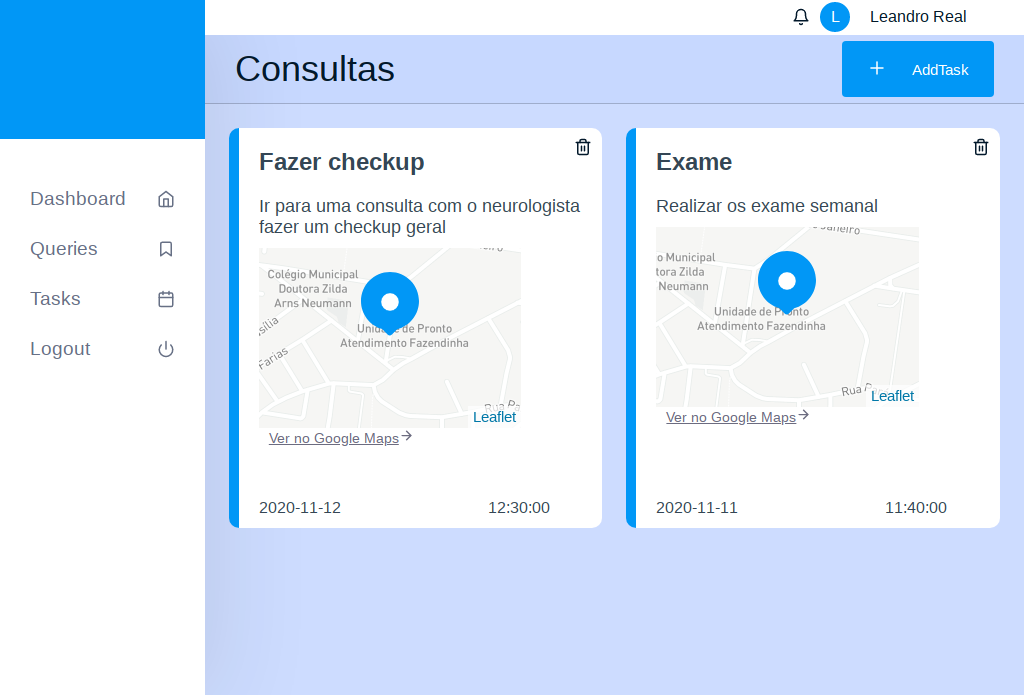 L
Leandro Real
Consultas
AddTask
Dashboard
Queries
Tasks
Logout
Fazer checkup
Ir para uma consulta com o neurologista
fazer um checkup geral
Colégio Municipal
Doutora Zilda
Arns Neumann
Farias
Unidade de Pronto
Atendimento Fazendinha
Rua Pa
Leaflet
Ver no Google Maps
2020-11-12
12:30:00
Exame
Realizar os exame semanal
o Municipal
tora Zilda
Neumann
Unidade de Pronto
Atendimento Fazendinha
Rua
Leaflet
Ver no Google Maps
2020-11-11
11:40:00